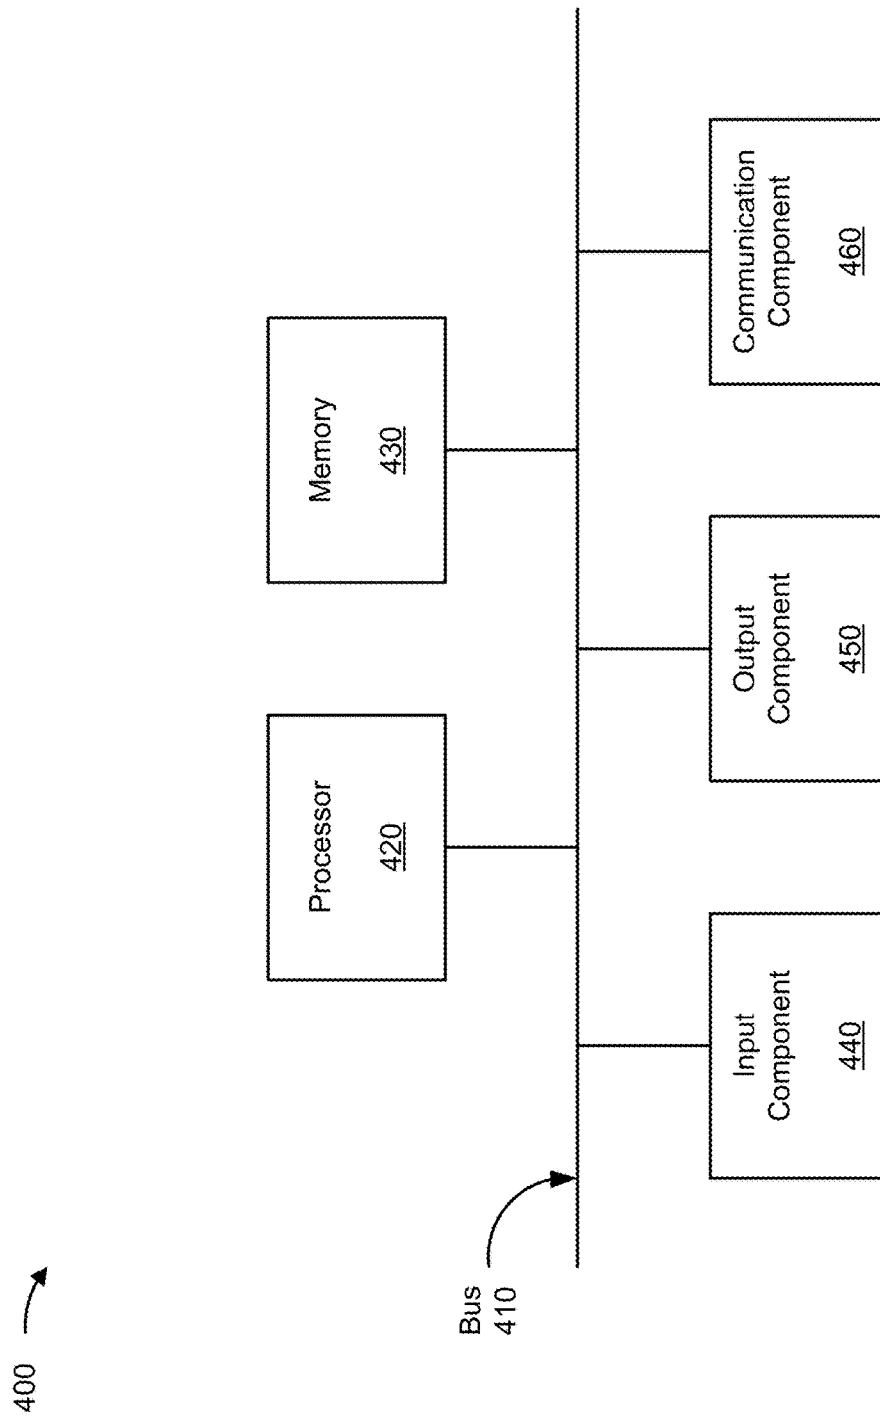 400
Processor
420
Memory
430
Bus
410
Input
Component
440
Output
Component
450
Communication
Component
460